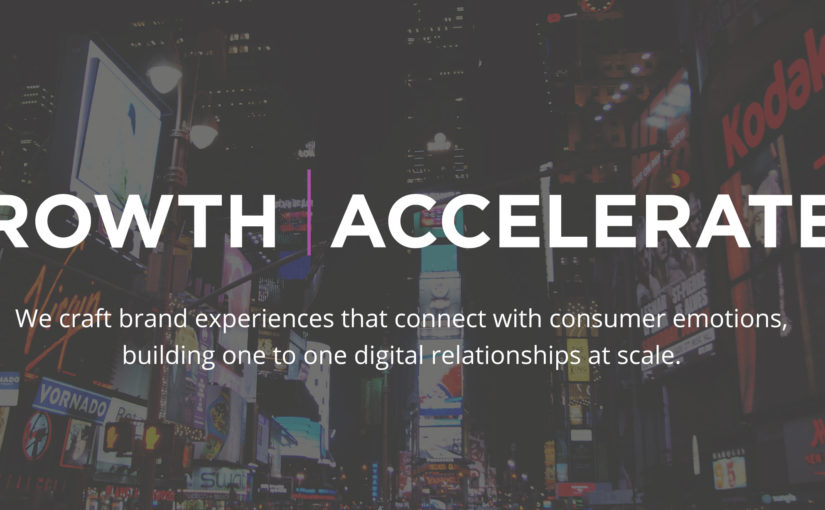 ROWTH | ACCELERATE
We craft brand experiences that connect with consumer emotions,
building one to one digital relationships at scale.
Kodak
Virgin
VORNADO